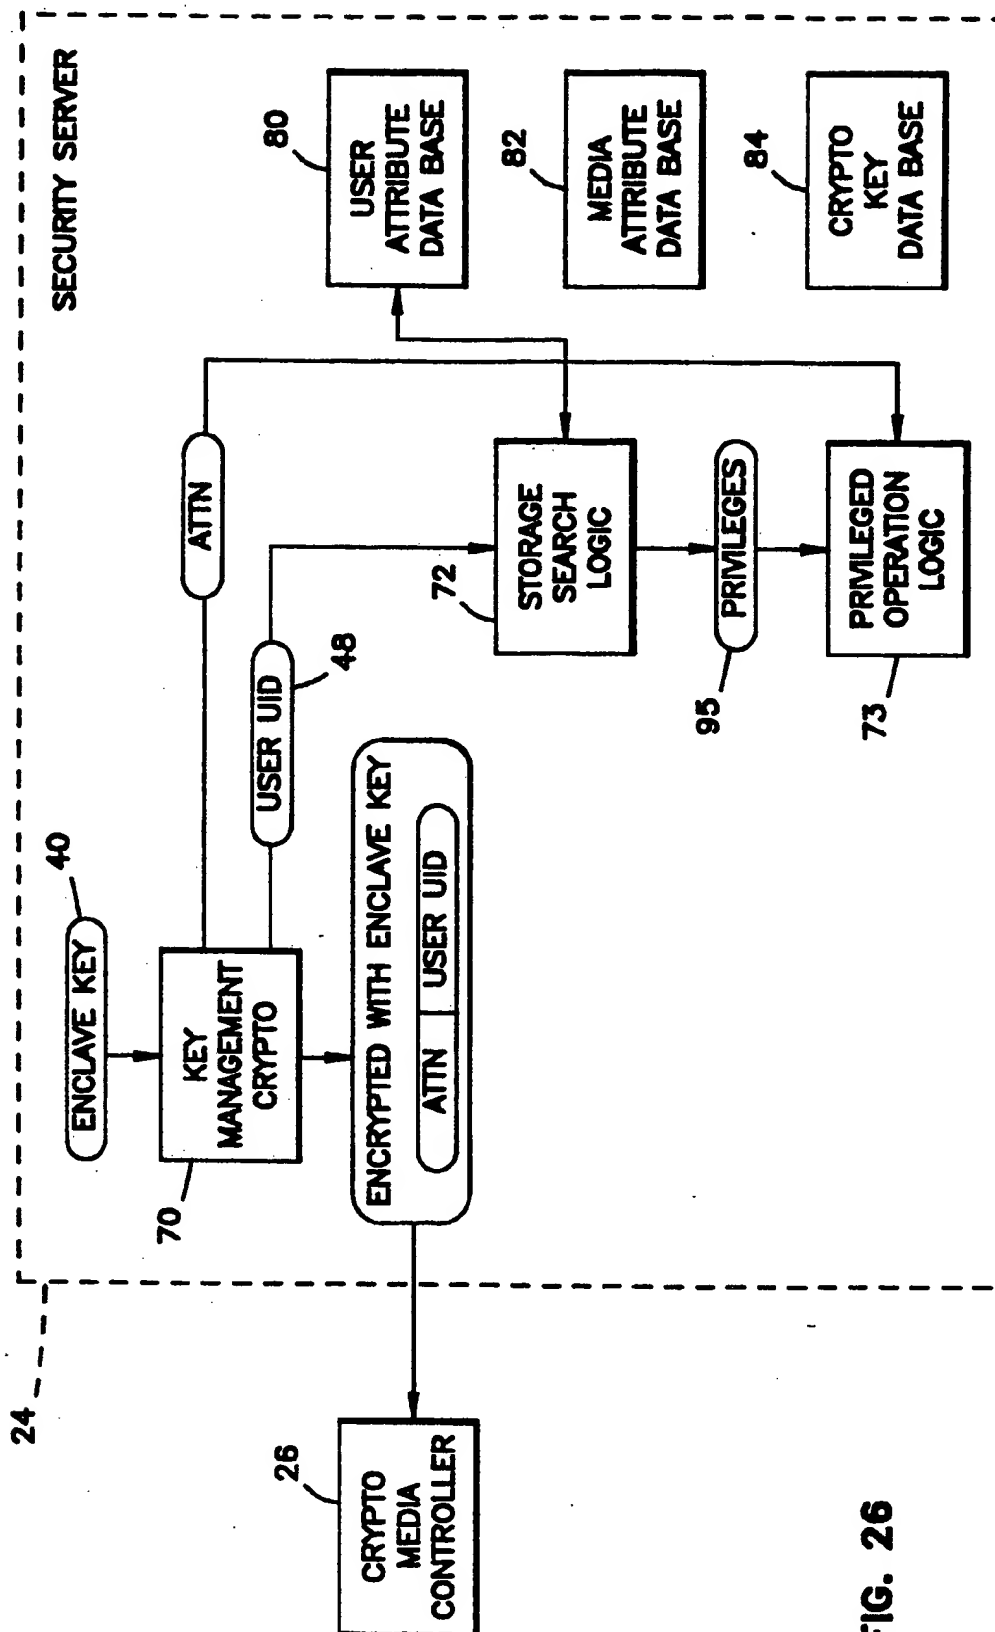 SECURITY SERVER
24
ENCLAVE KEY
40
KEY
MANAGEMENT
CRYPTO
70
ATTN
USER UID
48
ENCRYPTED WITH ENCLAVE KEY
ATTN
USER UID
CRYPTO
MEDIA
CONTROLLER
26
STORAGE
SEARCH
LOGIC
72
PRIVILEGES
95
PRIVILEGED
OPERATION
LOGIC
73
USER
ATTRIBUTE
DATA BASE
80
MEDIA
ATTRIBUTE
DATA BASE
82
CRYPTO
KEY
DATA BASE
84
FIG. 26